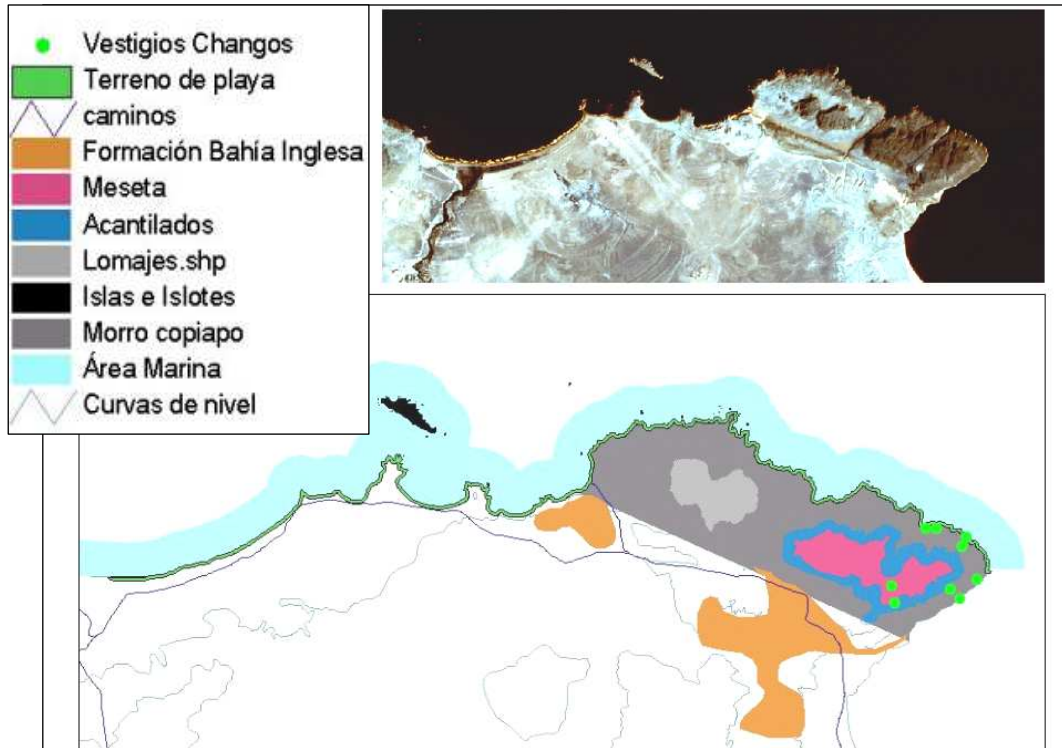 Vestigios Changos
Terreno de playa
caminos
Formación Bahía Inglesa
Meseta
Acantilados
Lomajes.shp
Islas e Islotes
Morro copiapo
Área Marina
Curvas de nivel